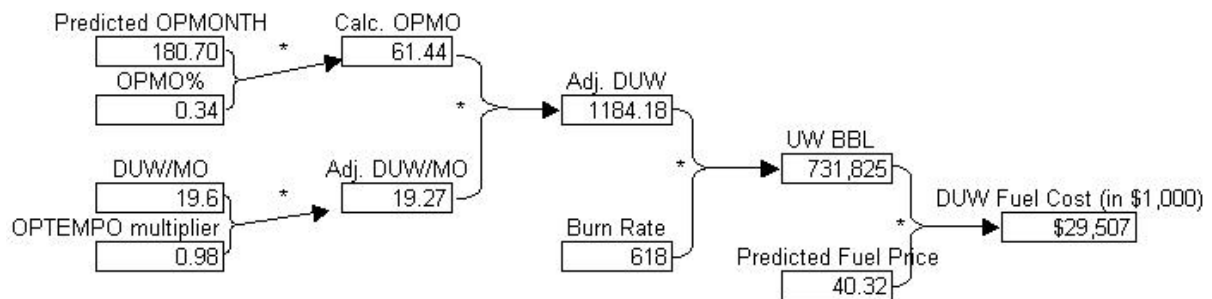 Predicted OPMONTH
180.70
*
Calc. OPMO
61.44
OPMO%
0.34
*
Adj. DUW
1184.18
DUW/MO
19.6
*
Adj. DUW/MO
19.27
OPTEMPO multiplier
0.98
*
UW BBL
731,825
Burn Rate
618
*
DUW Fuel Cost (in $1,000)
$29,507
Predicted Fuel Price
40.32